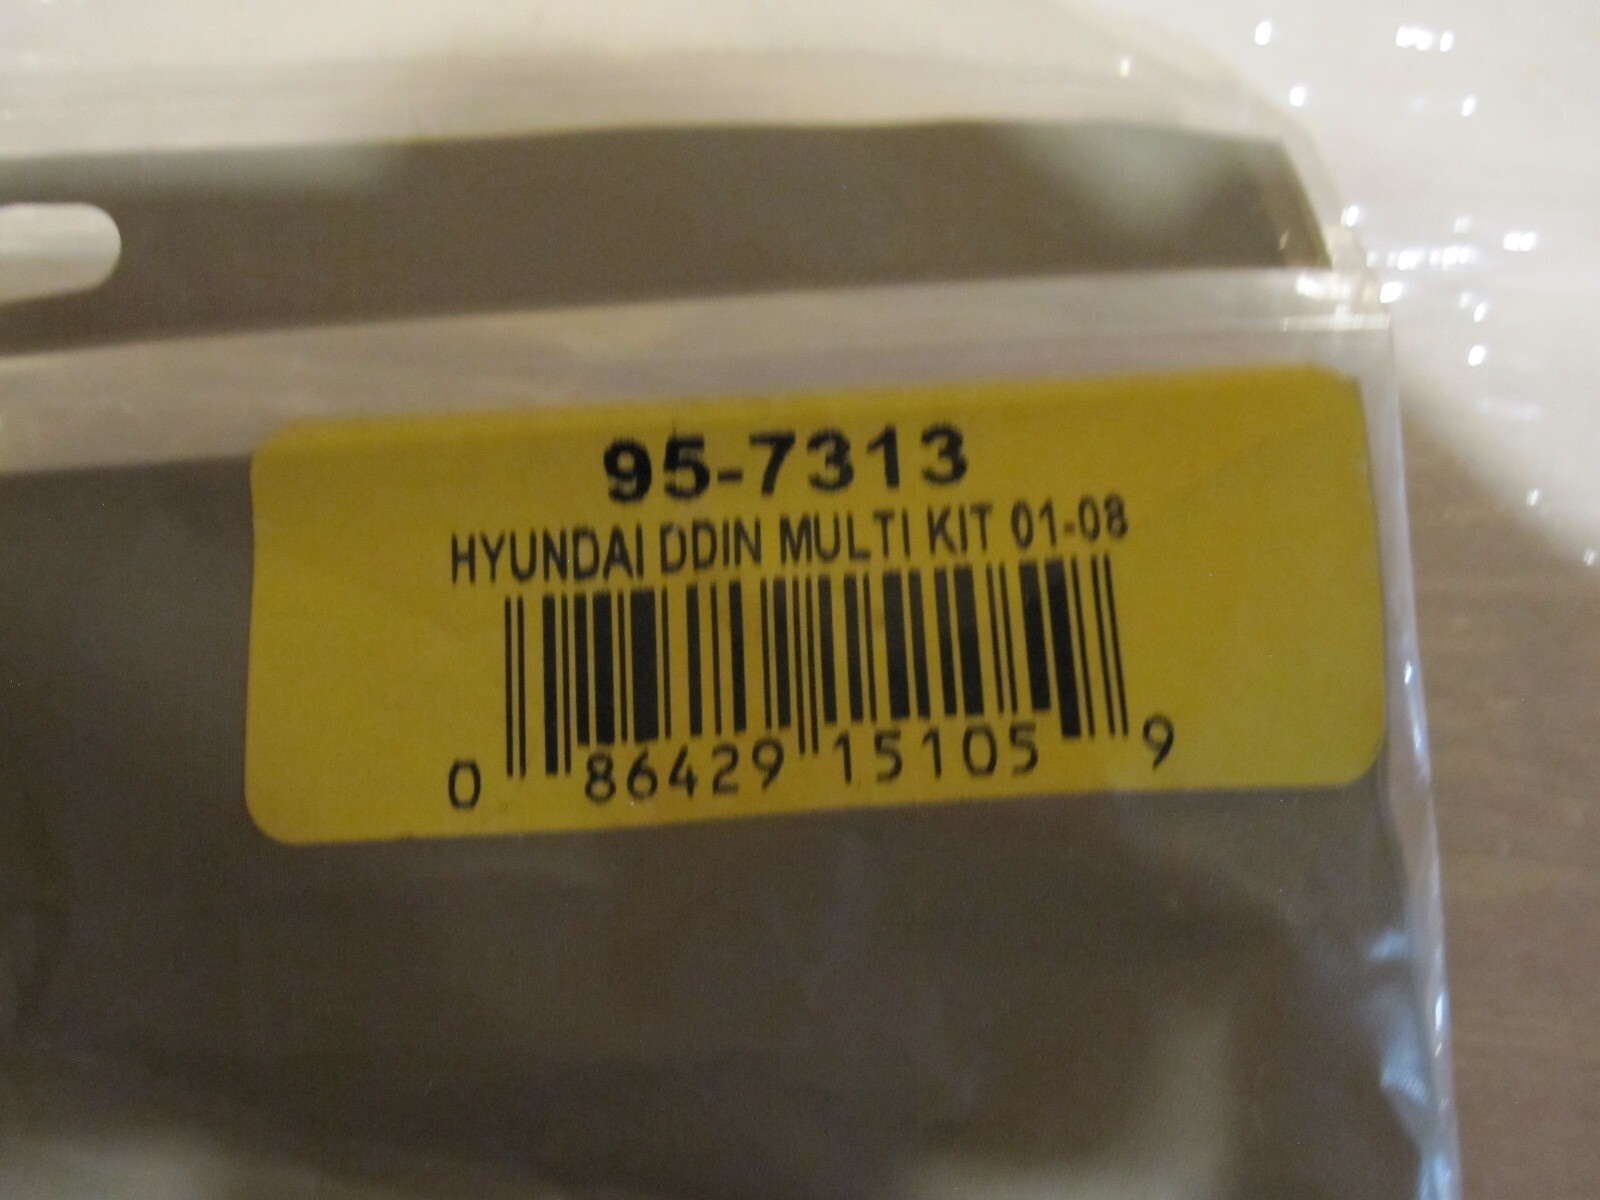 95-7313
HYUNDAI DDIN MULTI KIT 01-08
0 86429 15105 9